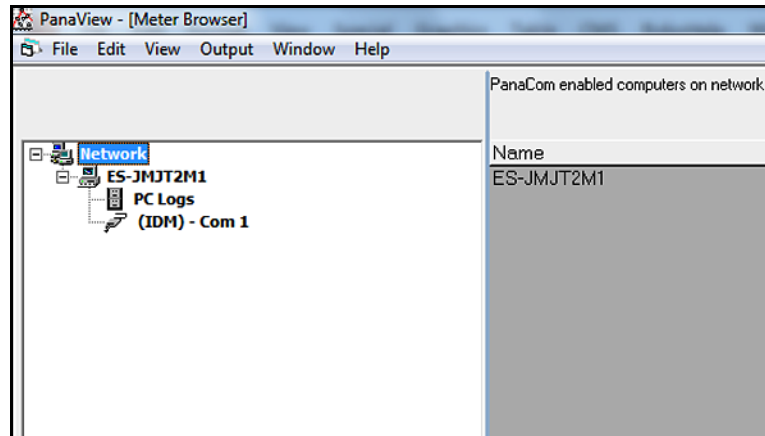 PanaView - [Meter Browser]
File Edit View Output Window Help
PanaCom enabled computers on network
Network
ES-JMJT2M1
PC Logs
(IDM) - Com 1
Name
ES-JMJT2M1